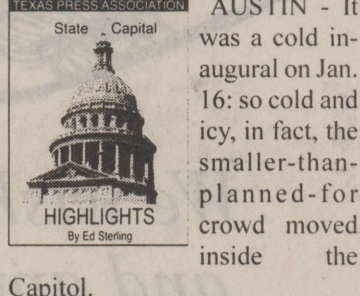 TEXAS PRESS ASSOCIATION
State Capital
HIGHLIGHTS
By Ed Sterling
AUSTIN - It
was a cold in-
augural on Jan.
16: so cold and
icy, in fact, the
smaller-than-
planned-for
crowd moved
inside the
Capitol.